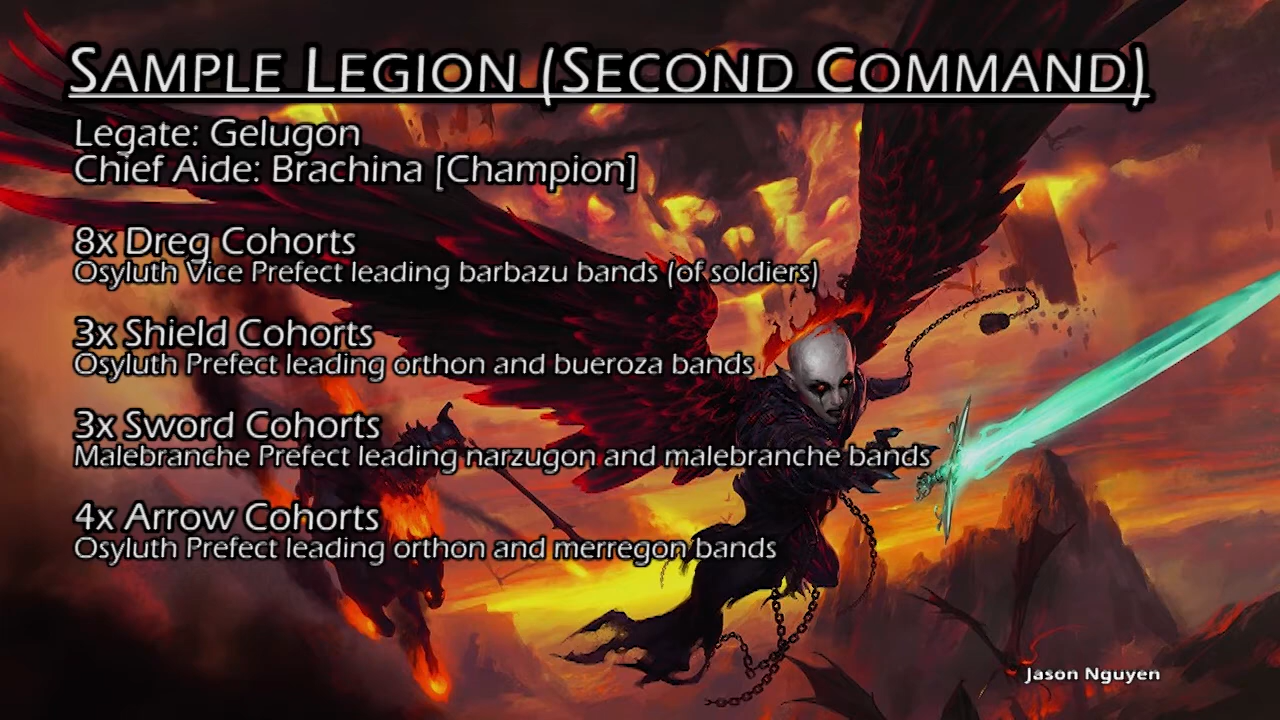 Sample Legion (Second Command)
Legate: Gelugon
Chief Aide: Brachina [Champion]
8x Dreg Cohorts
Osyluth Vice Prefect leading barbazu bands (of soldiers)
3x Shield Cohorts
Osyluth Prefect leading orthon and bueroza bands
3x Sword Cohorts
Malebranche Prefect leading narzugon and malebranche bands
4x Arrow Cohorts
Osyluth Prefect leading orthon and merregon bands
Jason Nguyen